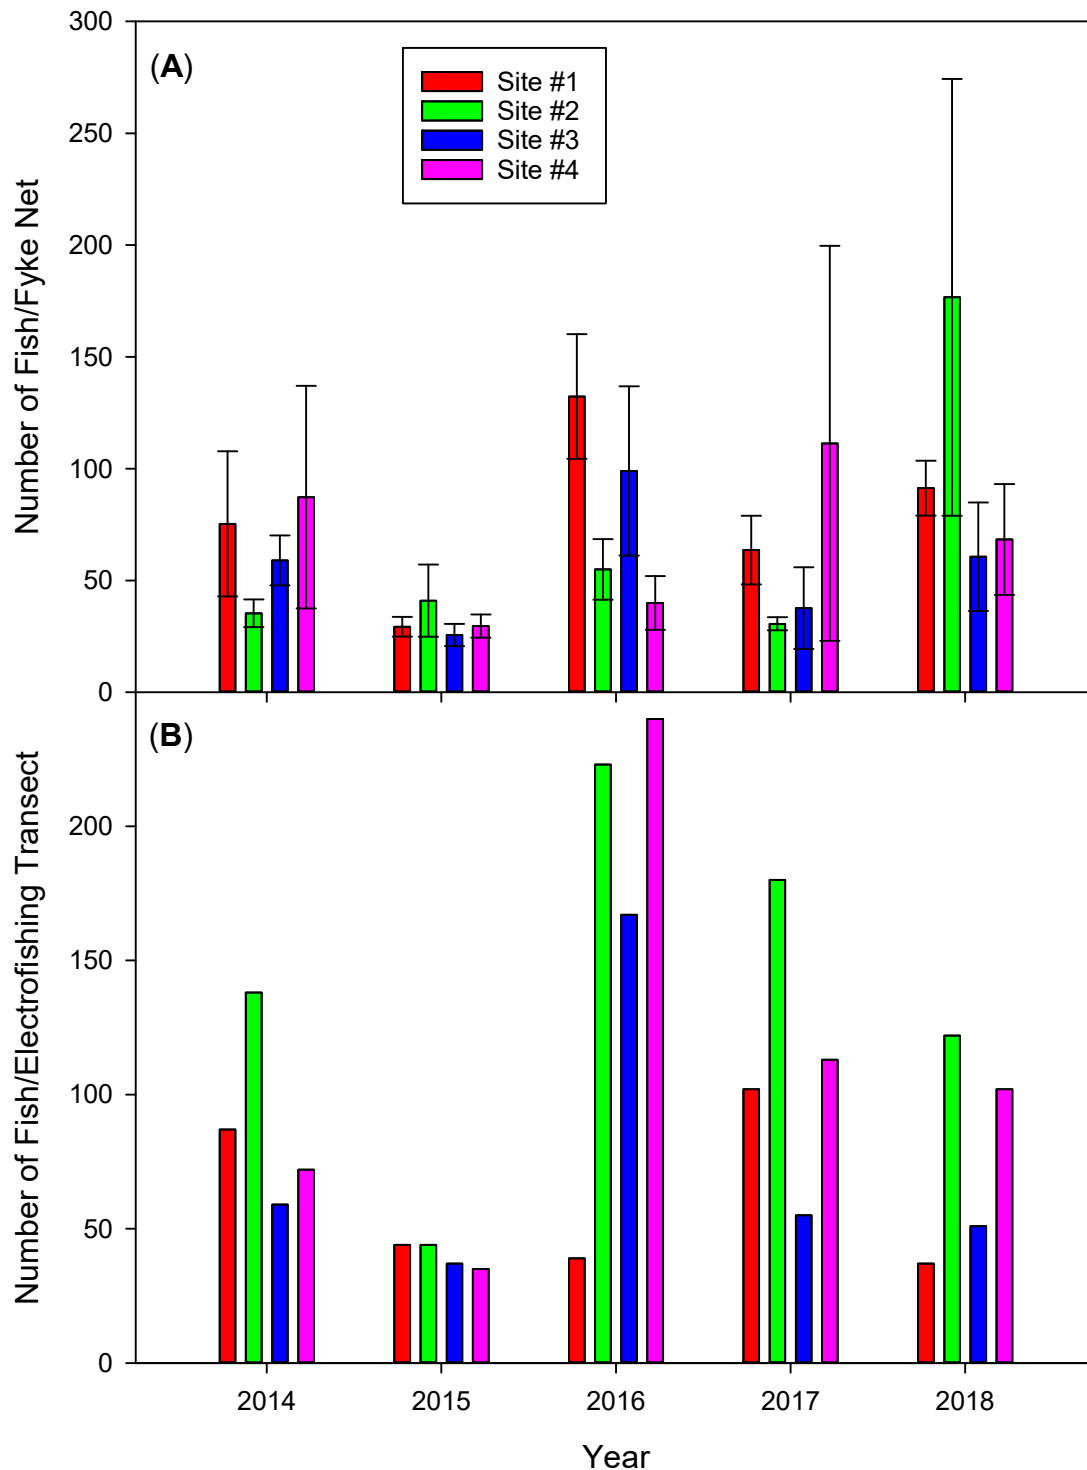 (A)
Site #1
Site #2
Site #3
Site #4
Number of Fish/Fyke Net
300
250
200
150
100
50
0
(B)
Number of Fish/Electrofishing Transect
200
150
100
50
0
2014 2015 2016 2017 2018
Year